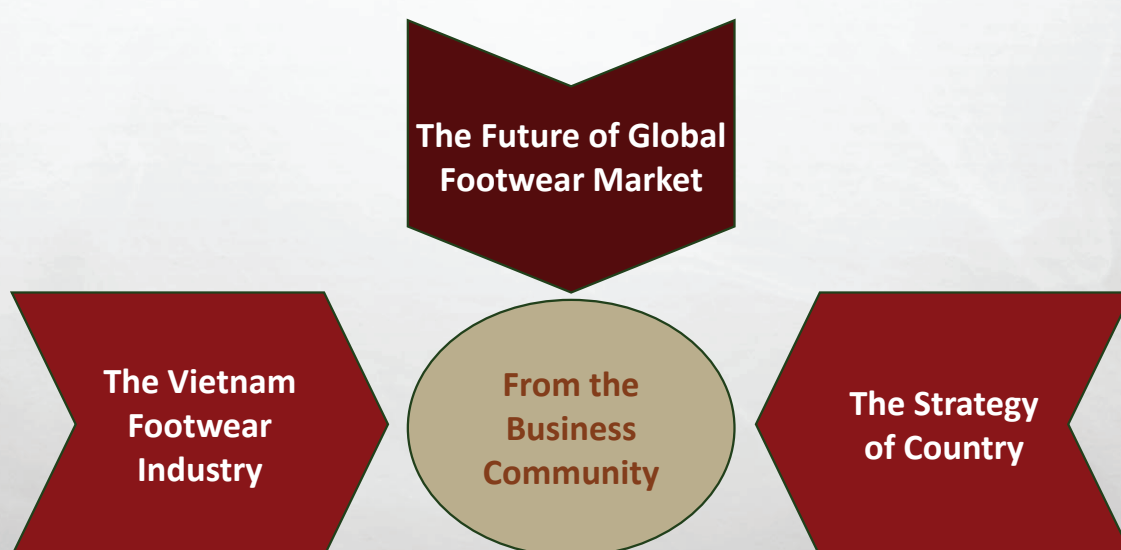 The Future of Global
Footwear Market
The Vietnam
Footwear
Industry
From the
Business
Community
The Strategy
of Country